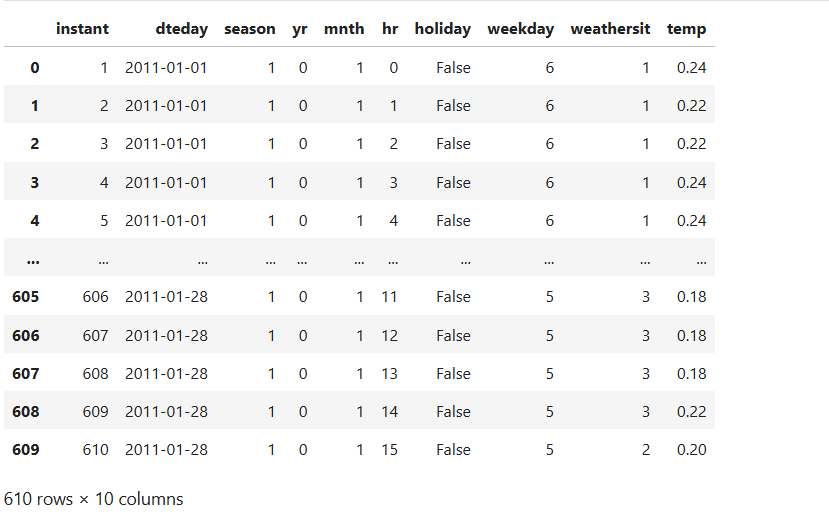 instant dteday season yr mnth hr holiday weekday weathersit temp
0 1 2011-01-01 1 0 1 0 False 6 1 0.24
1 2 2011-01-01 1 0 1 1 False 6 1 0.22
2 3 2011-01-01 1 0 1 2 False 6 1 0.22
3 4 2011-01-01 1 0 1 3 False 6 1 0.24
4 5 2011-01-01 1 0 1 4 False 6 1 0.24
... ... ... ... ... ... ... ... ... ... ...
605 606 2011-01-28 1 0 1 11 False 5 3 0.18
606 607 2011-01-28 1 0 1 12 False 5 3 0.18
607 608 2011-01-28 1 0 1 13 False 5 3 0.18
608 609 2011-01-28 1 0 1 14 False 5 3 0.22
609 610 2011-01-28 1 0 1 15 False 5 2 0.20
610 rows × 10 columns